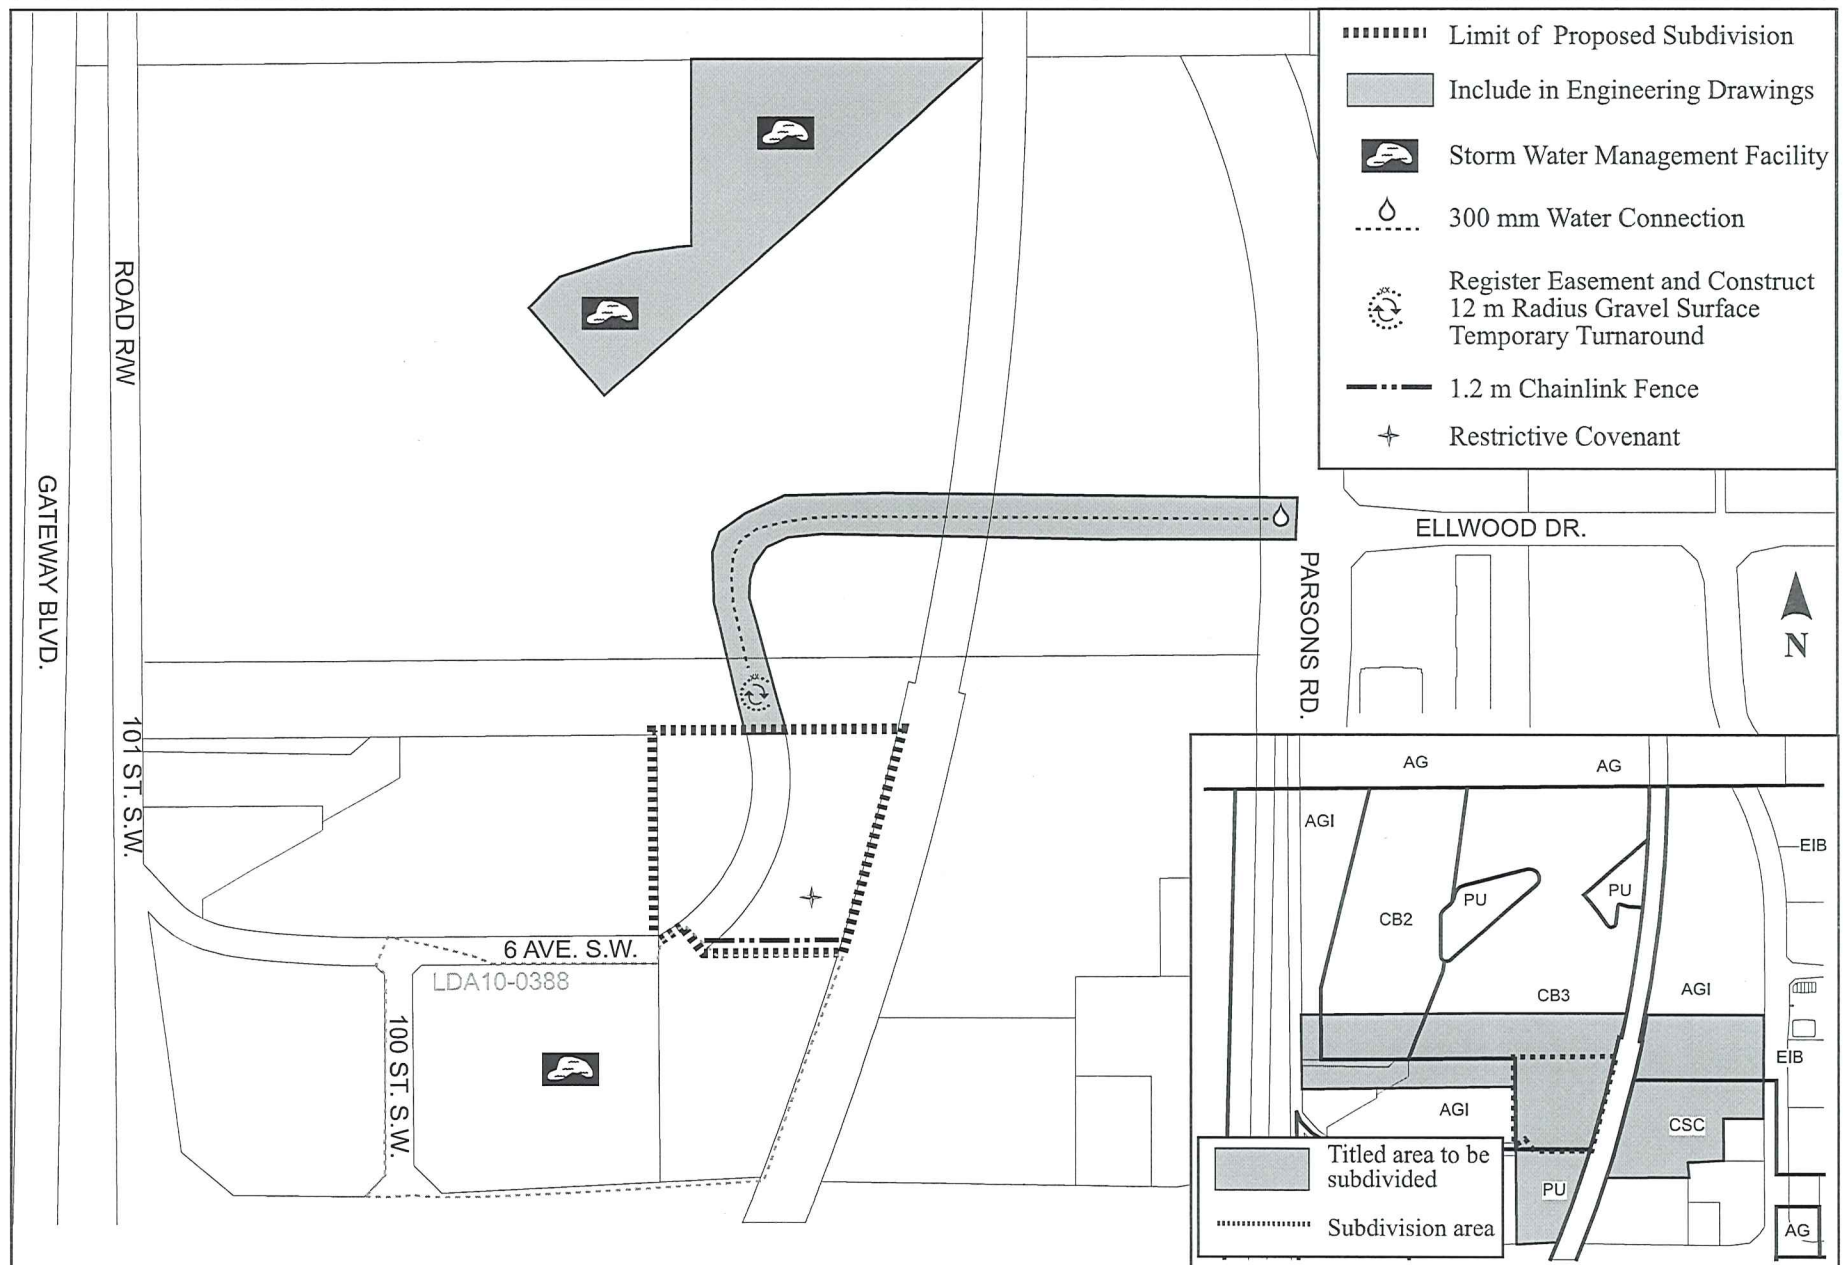 Limit of Proposed Subdivision
Include in Engineering Drawings
Storm Water Management Facility
300 mm Water Connection
Register Easement and Construct
12 m Radius Gravel Surface
Temporary Turnaround
1.2 m Chainlink Fence
Restrictive Covenant
ROAD R/W
GATEWAY BLVD.
ELLWOOD DR.
PARSONS RD.
N
101 ST. S.W.
6 AVE. S.W.
LDA10-0388
100 ST. S.W.
AG
AG
AGI
EIB
PU
PU
CB2
CB3
AGI
EIB
AGI
CSC
PU
AG
Titled area to be
subdivided
Subdivision area